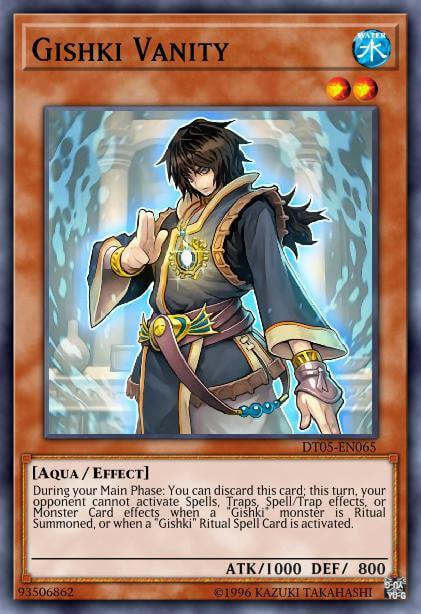 Gishki Vanity
WATER
水
DT05-EN065
[Aqua / Effect]
During your Main Phase: You can discard this card; this turn, your
opponent cannot activate Spells, Traps, Spell/Trap effects, or
Monster Card effects when a "Gishki" monster is Ritual
Summoned, or when a "Gishki" Ritual Spell Card is activated.
ATK/1000 DEF/ 800
93506862 ©1996 KAZUKI TAKAHASHI